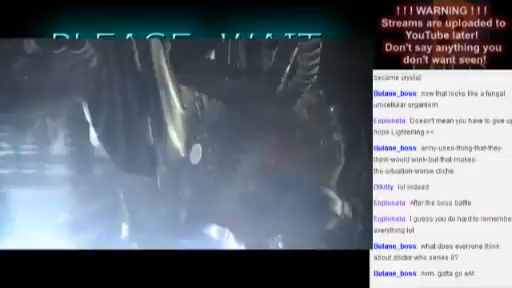 PLEASE WAIT
! ! ! WARNING ! ! !
Streams are uploaded to
YouTube later!
Don't say anything you
don't want seen!
became crystal
Butane_boss: now that looks like a fungal
unicellular organism
Espioneta: Doesn't mean you have to give up
hope Lightening ><
Butane_boss: army-uses-thing-that-they-
think-would work-but-that-makes-
the-situation-worse cliche
lol indeed
Espioneta: After the boss battle
Espioneta: I guess you do hard to remember
everything lol
Butane_boss: what does everyone think
about doctor who series 6?
Butane_boss: nvm. gotta go eAt